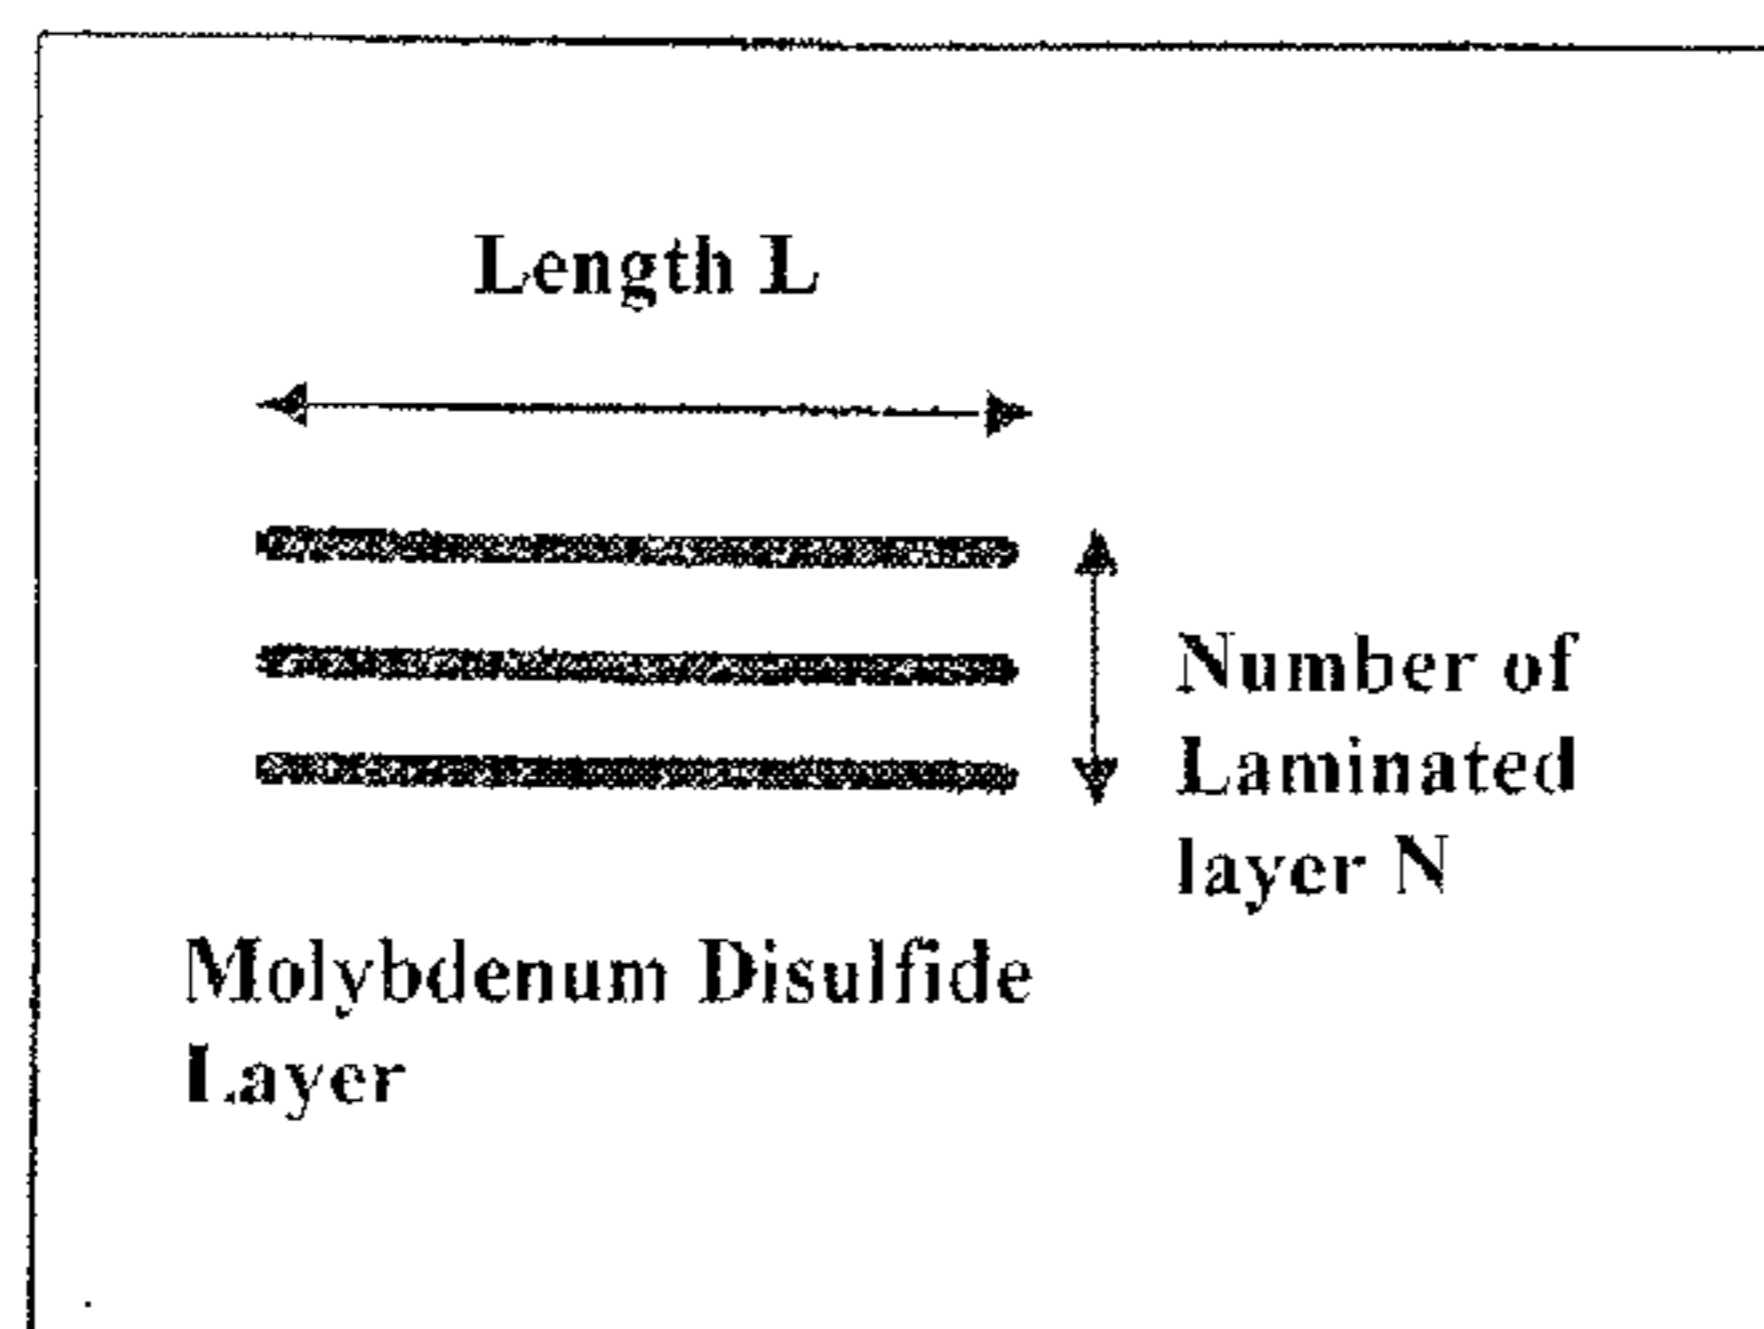 Length L
Number of
Laminated
layer N
Molybdenum Disulfide
Layer